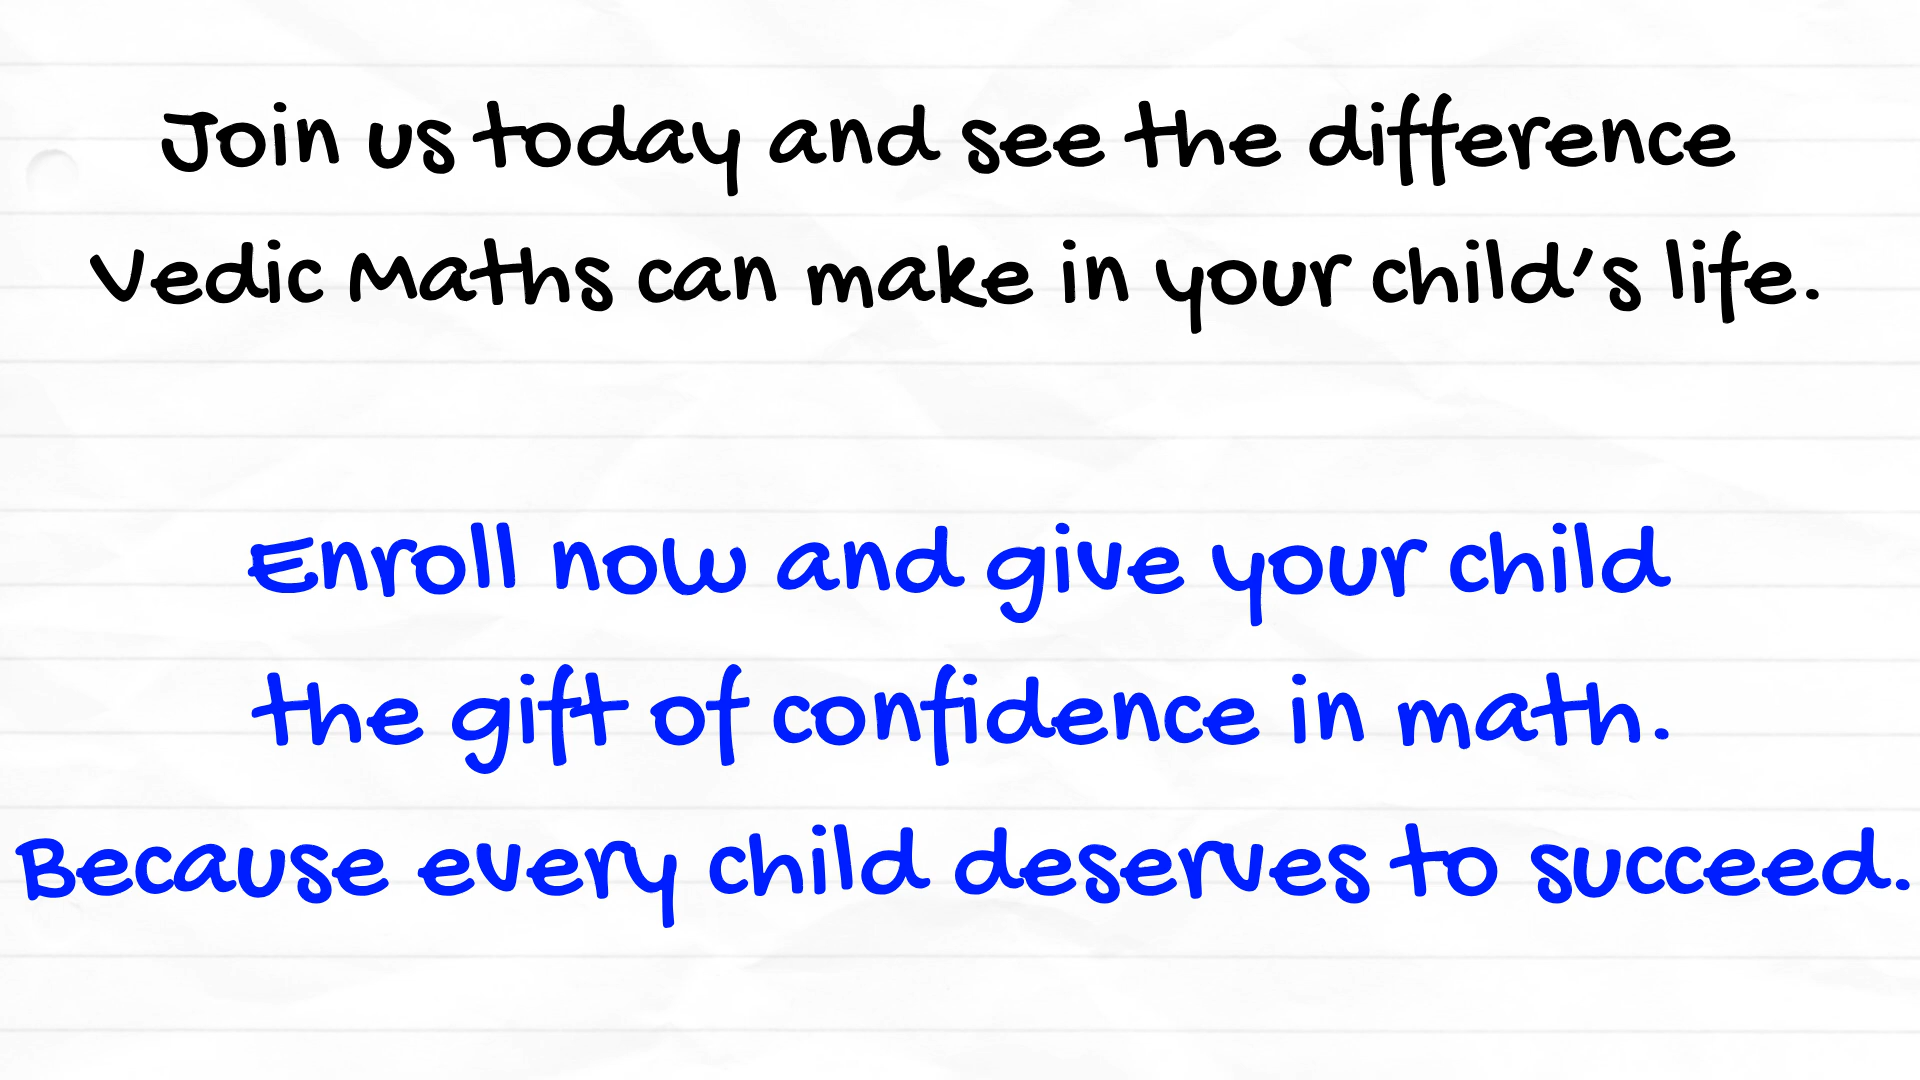 Join us today and see the difference
Vedic Maths can make in your child's life.
Enroll now and give your child
the gift of confidence in math.
Because every child deserves to succeed.